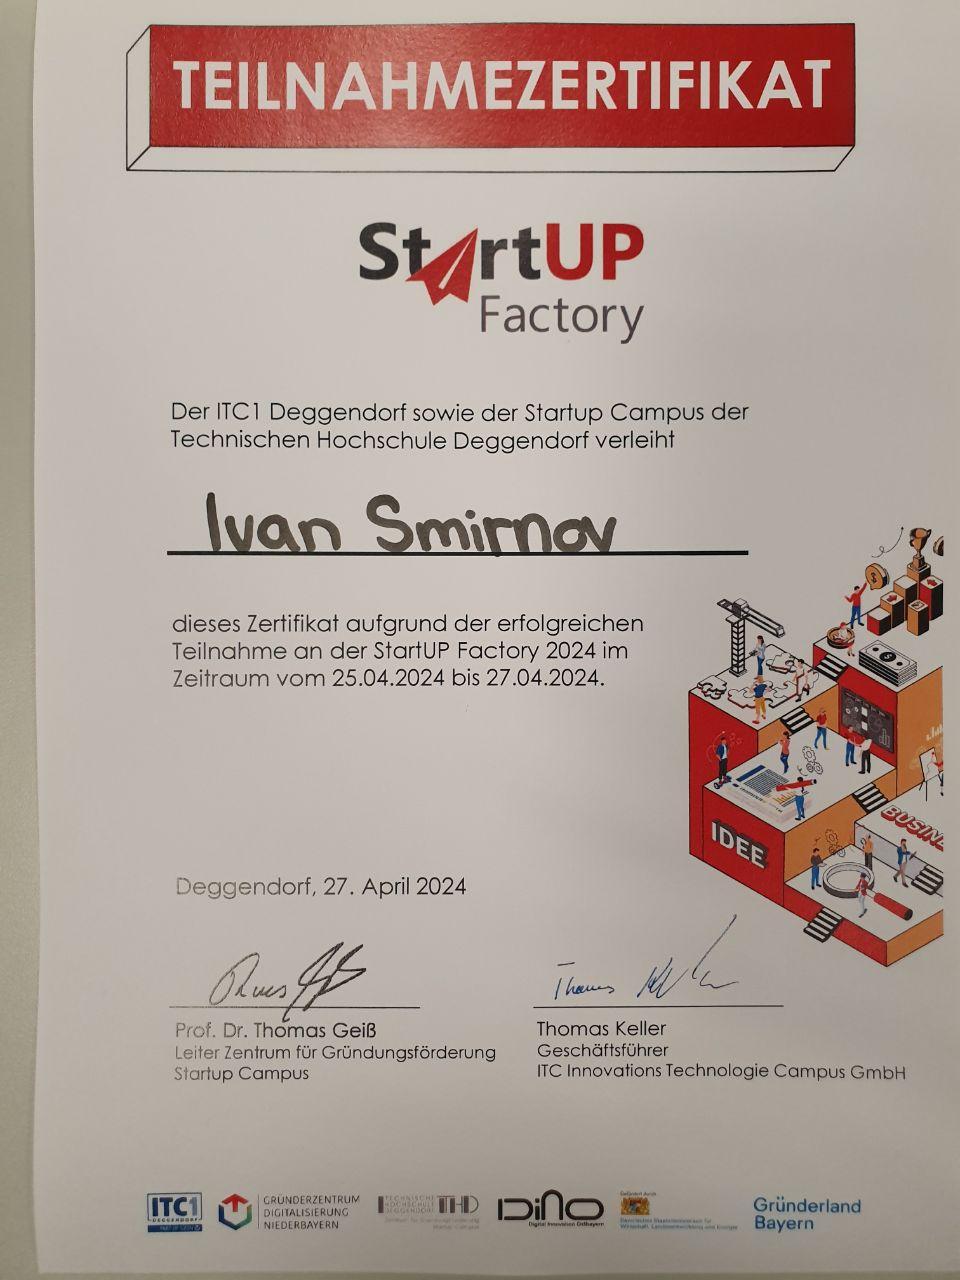 TEILNAHMEZERTIFIKAT
StartUP
Factory
Der ITC1 Deggendorf sowie der Startup Campus der
Technischen Hochschule Deggendorf verleiht
Ivan Smirnov
dieses Zertifikat aufgrund der erfolgreichen
Teilnahme an der StartUP Factory 2024 im
Zeitraum vom 25.04.2024 bis 27.04.2024.
IDEE
BUSINE
Deggendorf, 27. April 2024
Thomas
Prof. Dr. Thomas Geiß
Leiter Zentrum für Gründungsförderung
Startup Campus
Thomas Keller
Geschäftsführer
ITC Innovations Technologie Campus GmbH
ITC1
DEGGENDORF
GRÜNDERZENTRUM
DIGITALISIERUNG
NIEDERBAYERN
TECHNISCHE
HOCHSCHULE
DEGGENDORF
THD
DINO
Digital Innovation Ostbayern
Gefördert durch
Bayerisches Staatsministerium für
Wirtschaft, Landesentwicklung und Energie
Gründerland
Bayern